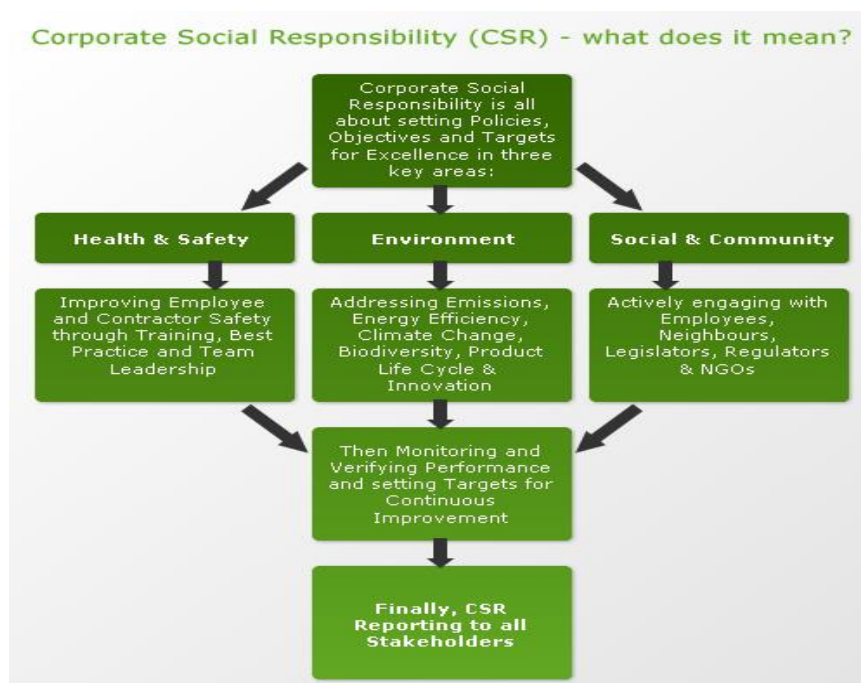 Corporate Social Responsibility (CSR) - what does it mean?
Corporate Social
Responsibility is all
about setting Policies,
Objectives and Targets
for Excellence in three
key areas:
Health & Safety
Environment
Social & Community
Improving Employee
and Contractor Safety
through Training, Best
Practice and Team
Leadership
Addressing Emissions,
Energy Efficiency,
Climate Change,
Biodiversity, Product
Life Cycle &
Innovation
Actively engaging with
Employees,
Neighbours,
Legislators, Regulators
& NGOs
Then Monitoring and
Verifying Performance
and setting Targets for
Continuous
Improvement
Finally, CSR
Reporting to all
Stakeholders